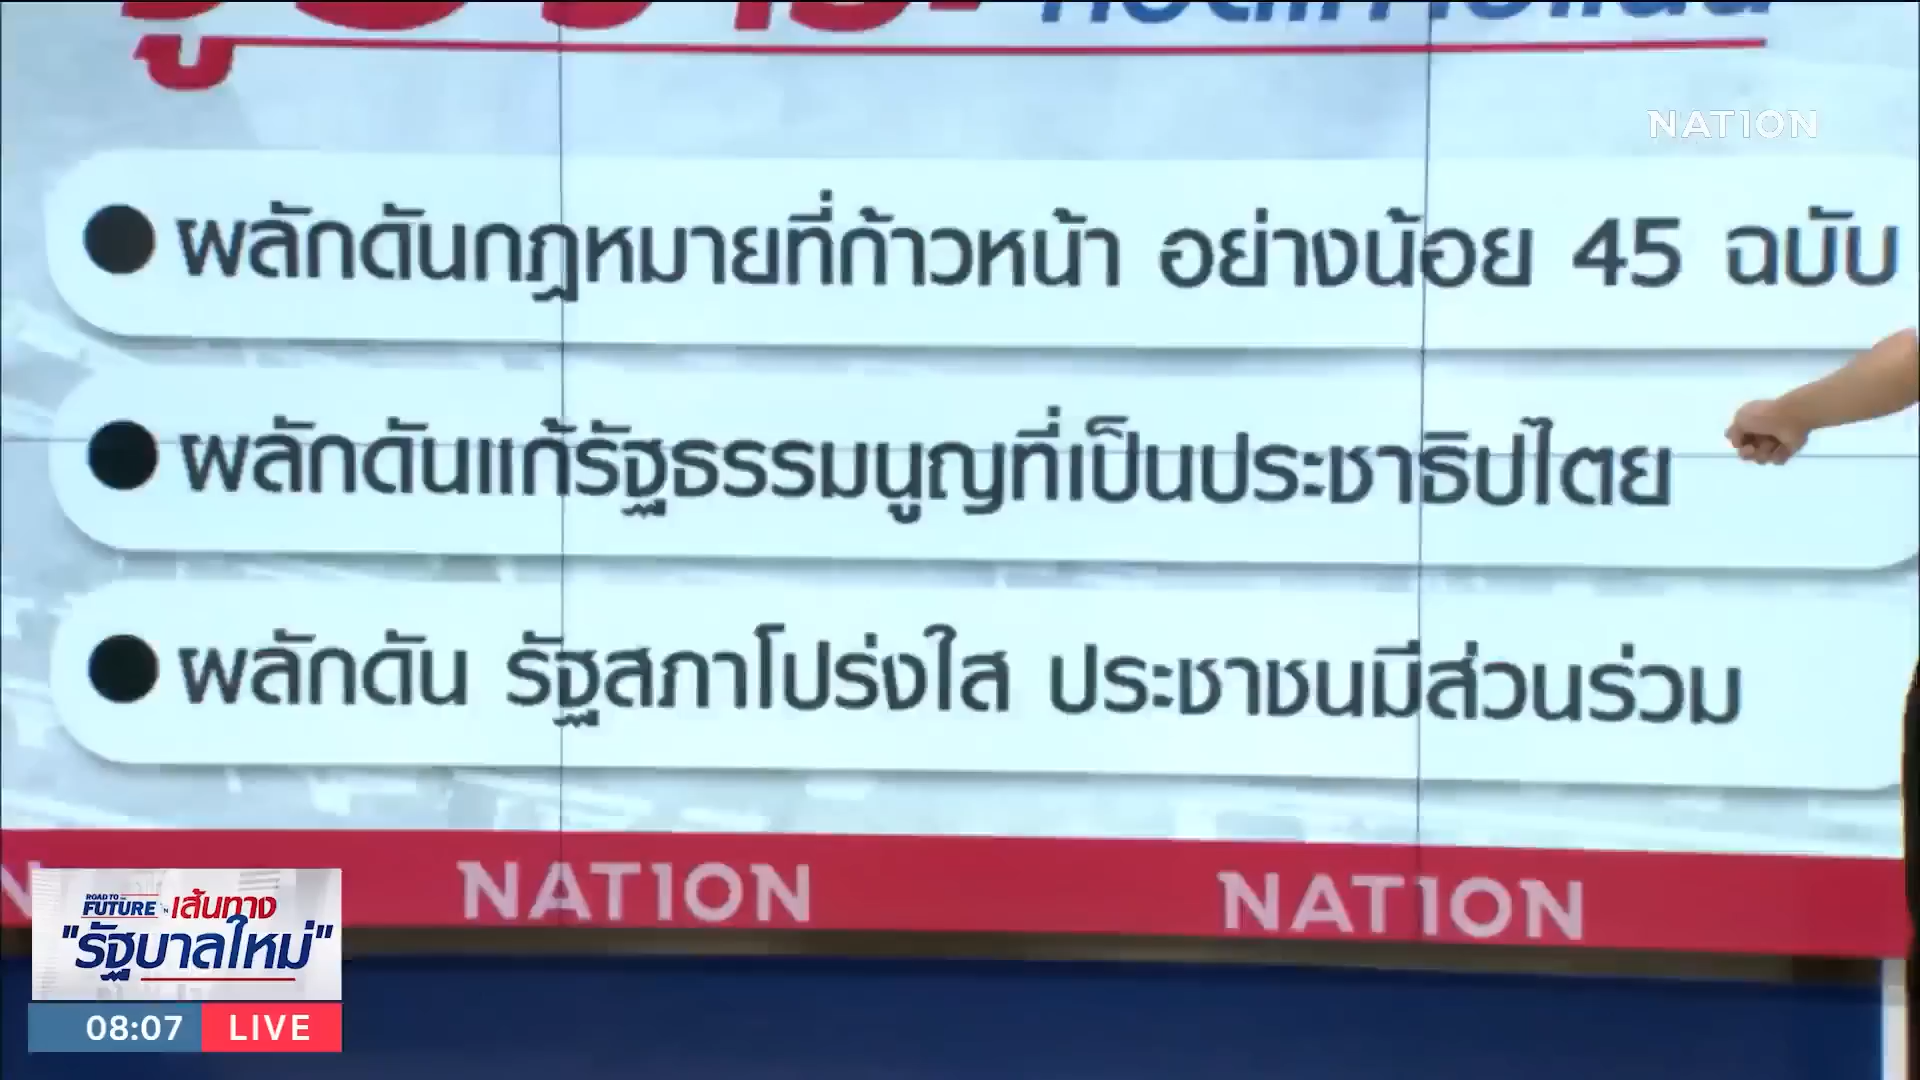 NATION
ผลักดันกฎหมายที่ก้าวหน้า อย่างน้อย 45 ฉบับ
ผลักดันแก้รัฐธรรมนูญที่เป็นประชาธิปไตย
ผลักดัน รัฐสภาโปร่งใส ประชาชนมีส่วนร่วม
N
NATION
NATION
ROAD TO
FUTURE เส้นทาง
"รัฐบาลใหม่"
08:07 LIVE